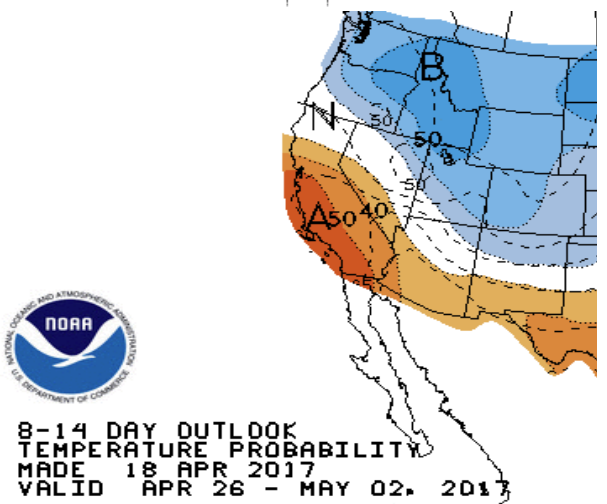 B
N
50
50
50
A 50 40
NATIONAL OCEANIC AND ATMOSPHERIC ADMINISTRATION
NOAA
U.S. DEPARTMENT OF COMMERCE
8-14 DAY OUTLOOK
TEMPERATURE PROBABILITY
MADE 18 APR 2017
VALID APR 26 - MAY 02. 2017